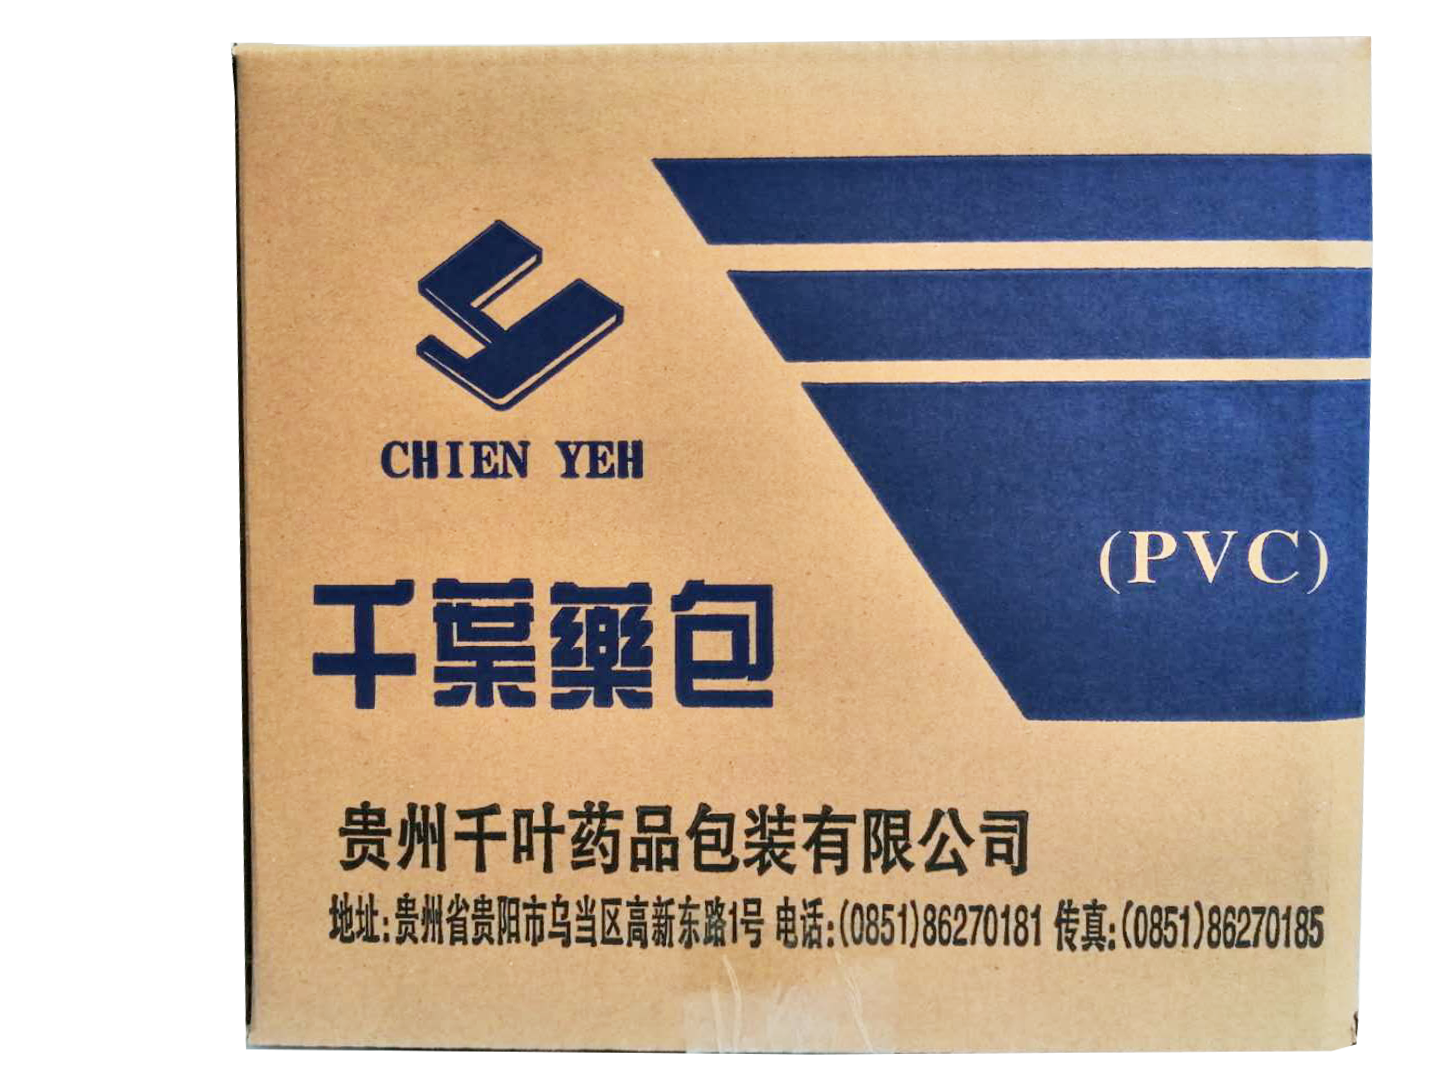 CHIEN YEH
(PVC)
千葉藥包
贵州千叶药品包装有限公司
地址:贵州省贵阳市乌当区高新东路1号 电话:(0851)86270181 传真:(0851)86270185